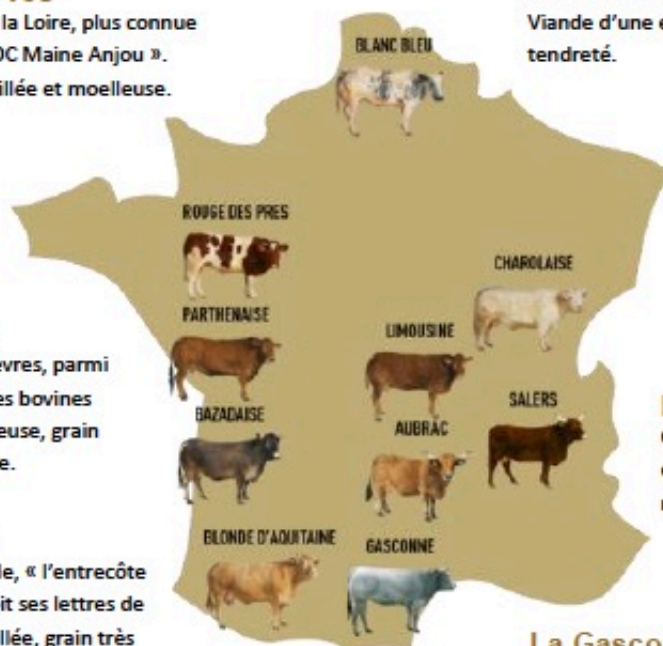 la Loire, plus connue
OC Maine Anjou ».
illée et moelleuse.
Viande d'une
tendreté.
BLANC BLEU
ROUGE DES PRES
CHAROLAISE
PARTHENAISE
LIMOUSINE
SALERS
BAZADAISE
AUBRAC
BLONDE D'AQUITAINE
GASCONNE
èvres, parmi
es bovines
euse, grain
e.
le, « l'entrecôte
it ses lettres de
llée, grain très
La Gasco